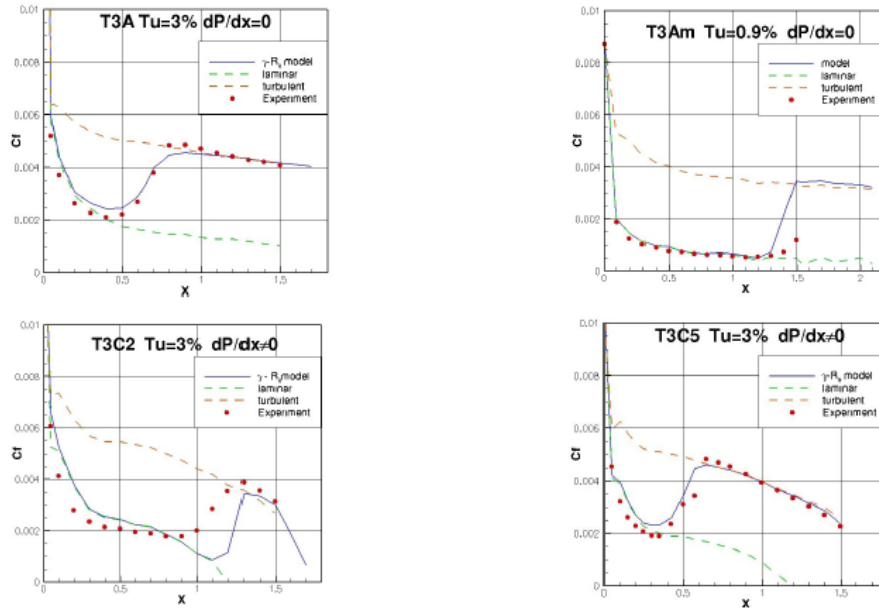 T3A Tu=3% dP/dx=0
0.01
0.008
0.006
0.004
0.002
0
Cf
γ-Rθ model
laminar
turbulent
Experiment
0 0.5 1 1.5
X
T3Am Tu=0.9% dP/dx=0
0.01
0.008
0.006
0.004
0.002
0
Cf
model
laminar
turbulent
Experiment
0 0.5 1 1.5 2
X
T3C2 Tu=3% dP/dx≠0
0.01
0.008
0.006
0.004
0.002
0
Cf
γ - Rθ model
laminar
turbulent
Experiment
0 0.5 1.0 1.5
X
T3C5 Tu=3% dP/dx≠0
0.01
0.008
0.006
0.004
0.002
0
Cf
γ-Rθ model
laminar
turbulent
Experiment
0 0.5 1 1.5
X